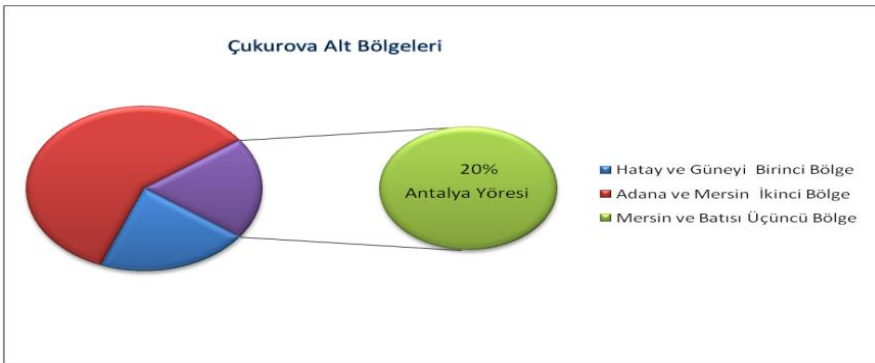 Çukurova Alt Bölgeleri
20%
Antalya Yöresi
Hatay ve Güneyi Birinci Bölge
Adana ve Mersin İkinci Bölge
Mersin ve Batısı Üçüncü Bölge